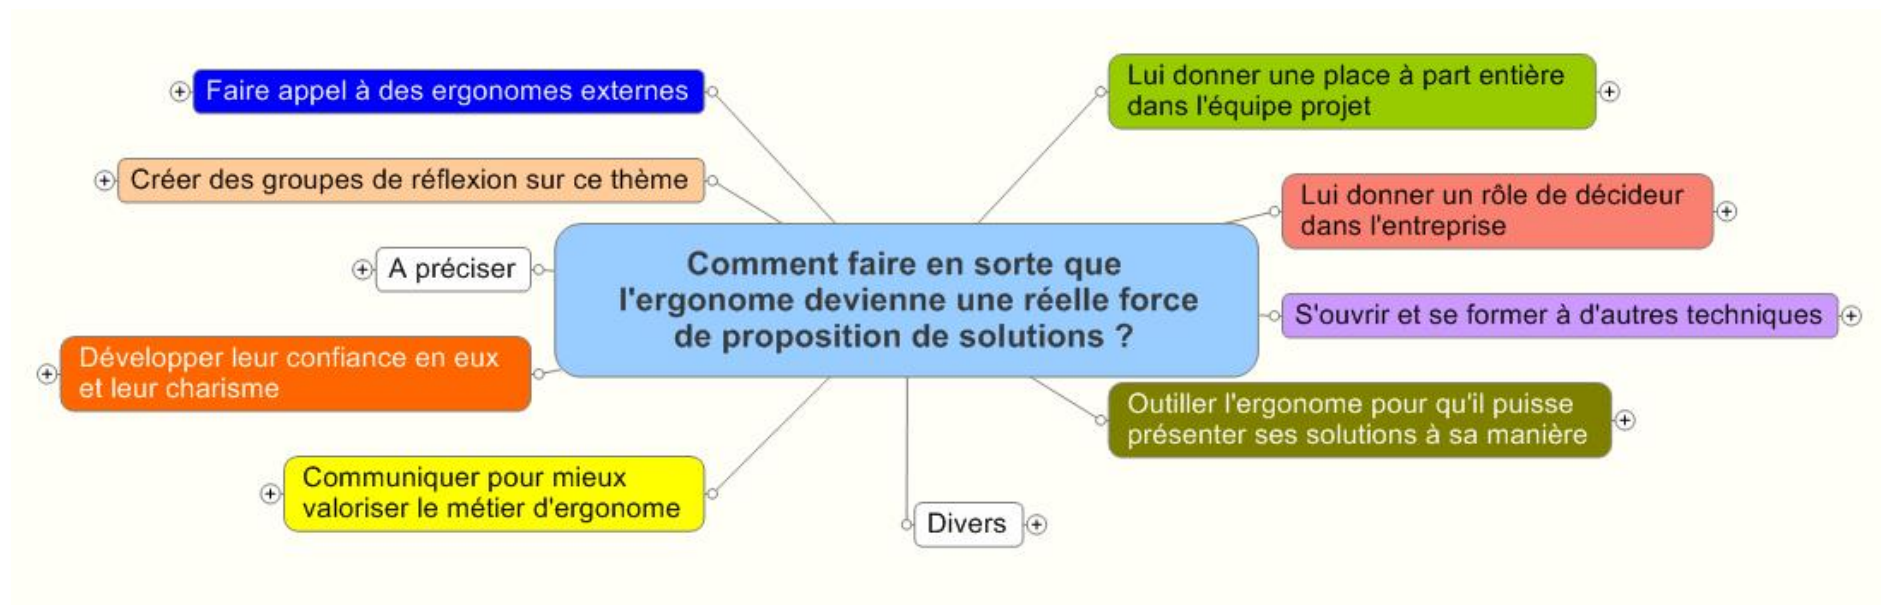 Faire appel à des ergonomes externes
Créer des groupes de réflexion sur ce thème
A préciser
Développer leur confiance en eux
et leur charisme
Communiquer pour mieux
valoriser le métier d'ergonome
Comment faire en sorte que
l'ergonome devienne une réelle force
de proposition de solutions ?
Lui donner une place à part entière
dans l'équipe projet
Lui donner un rôle de décideur
dans l'entreprise
S'ouvrir et se former à d'autres techniques
Outiller l'ergonome pour qu'il puisse
présenter ses solutions à sa manière
Divers